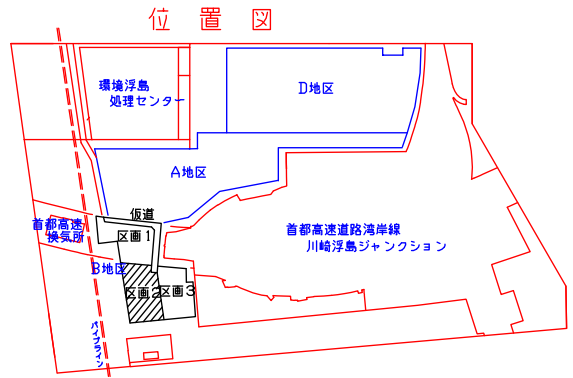 位置図
環境浮島
処理センター
D地区
A地区
仮道
首都高速
換気所
区画1
首都高速道路湾岸線
川崎浮島ジャンクション
B地区
区画2
区画3
パイプライン